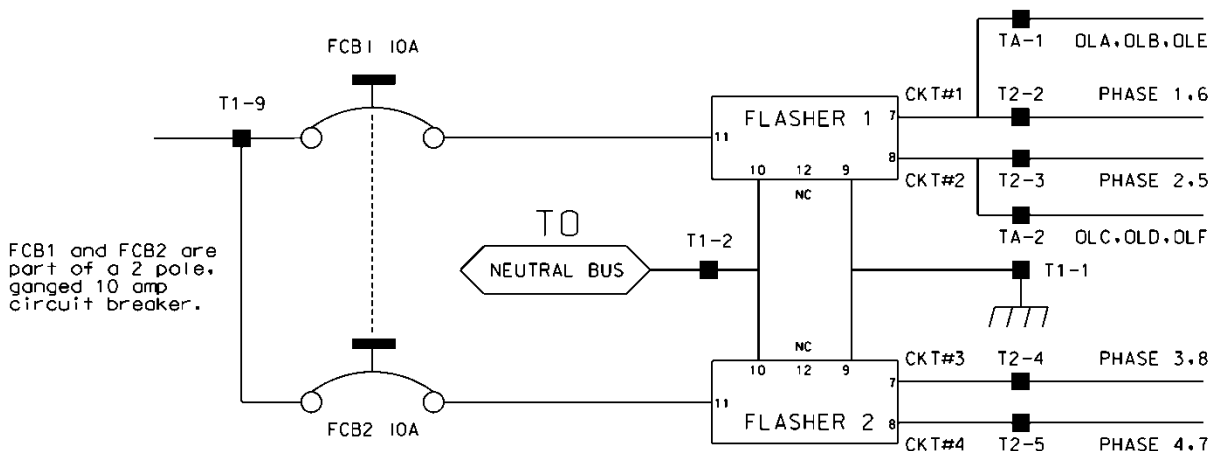 TA-1 OLA,OLB,OLE
FCB1 10A
CKT#1 T2-2 PHASE 1,6
T1-9
7
FLASHER 1
11
8
10 12 9
NC
CKT#2 T2-3 PHASE 2,5
TO
TA-2 OLC,OLD,OLF
T1-2
NEUTRAL BUS
T1-1
FCB1 and FCB2 are
part of a 2 pole,
ganged 10 amp
circuit breaker.
NC
10 12 9
CKT#3 T2-4 PHASE 3,8
7
11
FLASHER 2
8
FCB2 10A
CKT#4 T2-5 PHASE 4,7